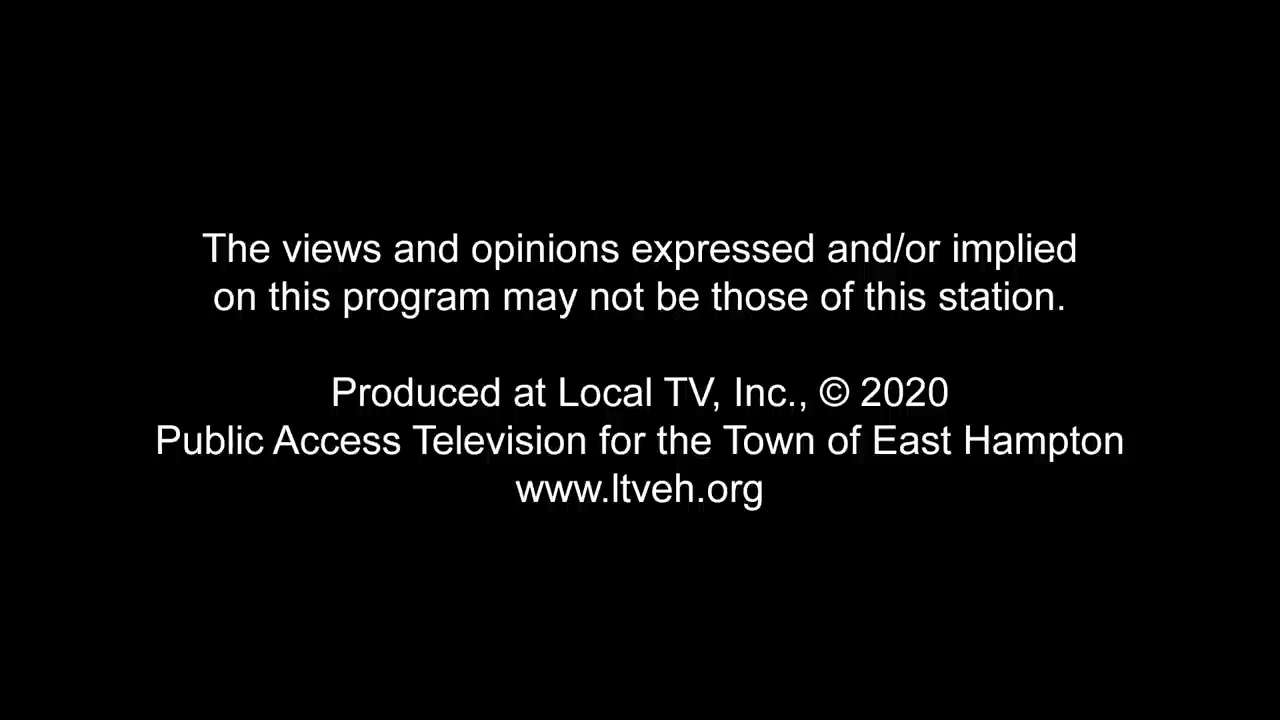 The views and opinions expressed and/or implied
on this program may not be those of this station.
Produced at Local TV, Inc., © 2020
Public Access Television for the Town of East Hampton
www.ltveh.org